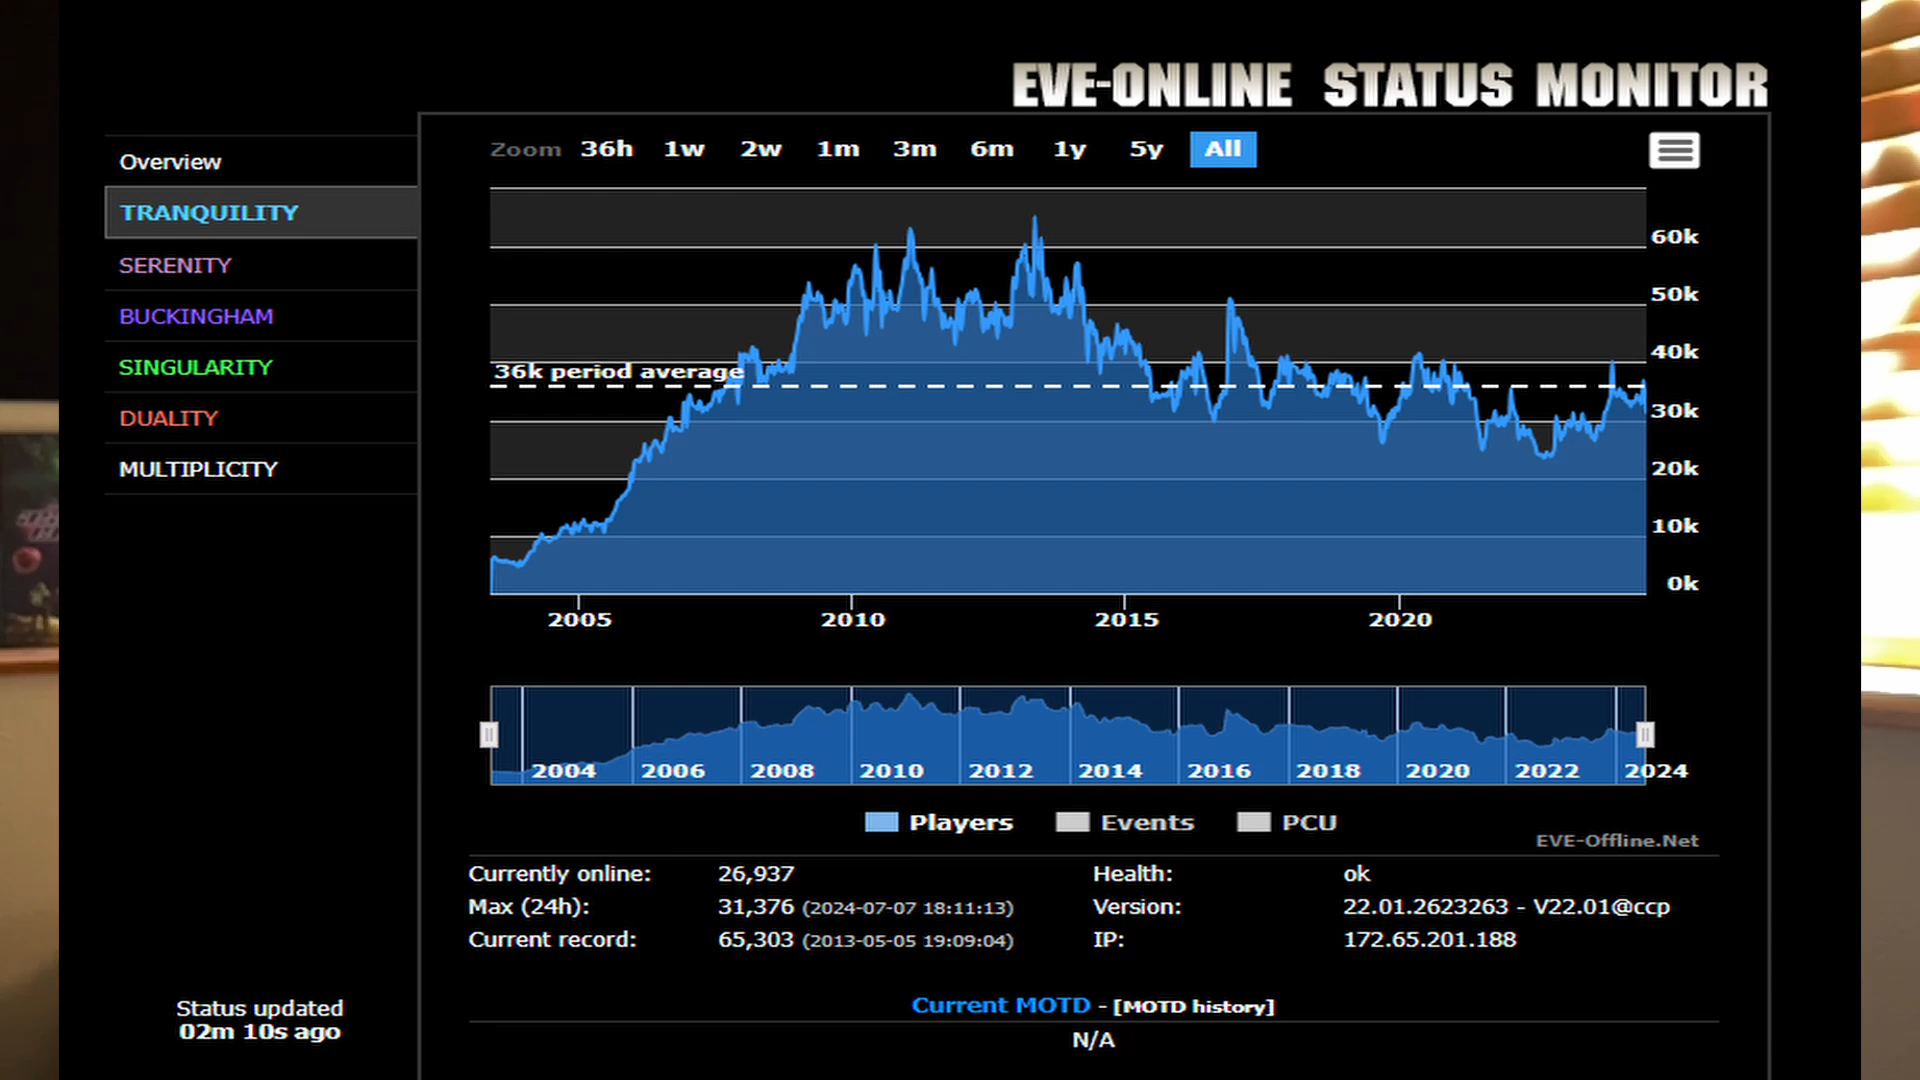 EVE-ONLINE STATUS MONITOR
Overview
TRANQUILITY
SERENITY
BUCKINGHAM
SINGULARITY
DUALITY
MULTIPLICITY
Status updated
02m 10s ago
Zoom 36h 1w 2w 1m 3m 6m 1y 5y All
60k
50k
40k
36k period average
30k
20k
10k
0k
2005 2010 2015 2020
2004 2006 2008 2010 2012 2014 2016 2018 2020 2022 2024
Players Events PCU
EVE-Offline.Net
Currently online: 26,937 Health: ok
Max (24h): 31,376 (2024-07-07 18:11:13) Version: 22.01.2623263 - V22.01@ccp
Current record: 65,303 (2013-05-05 19:09:04) IP: 172.65.201.188
Current MOTD - [MOTD history]
N/A